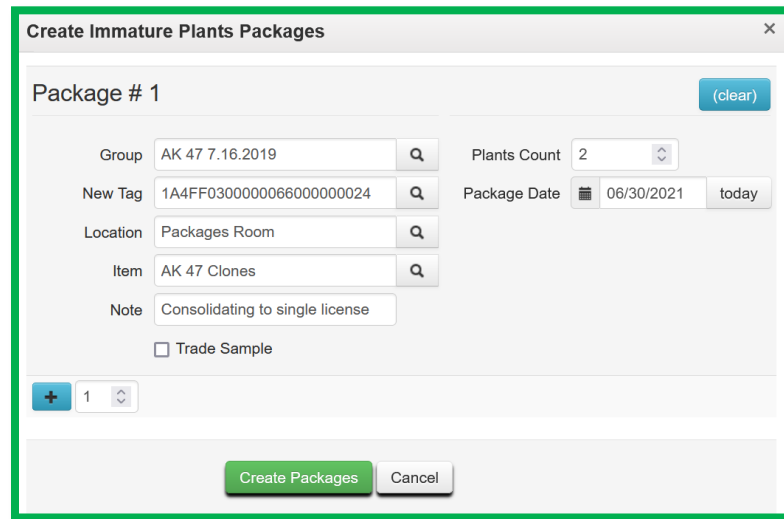 Create Immature Plants Packages ×
Package # 1 (clear)
Group AK 47 7.16.2019 Plants Count 2
New Tag 1A4FF0300000066000000024 Package Date 06/30/2021 today
Location Packages Room
Item AK 47 Clones
Note Consolidating to single license
Trade Sample
+ 1
Create Packages Cancel